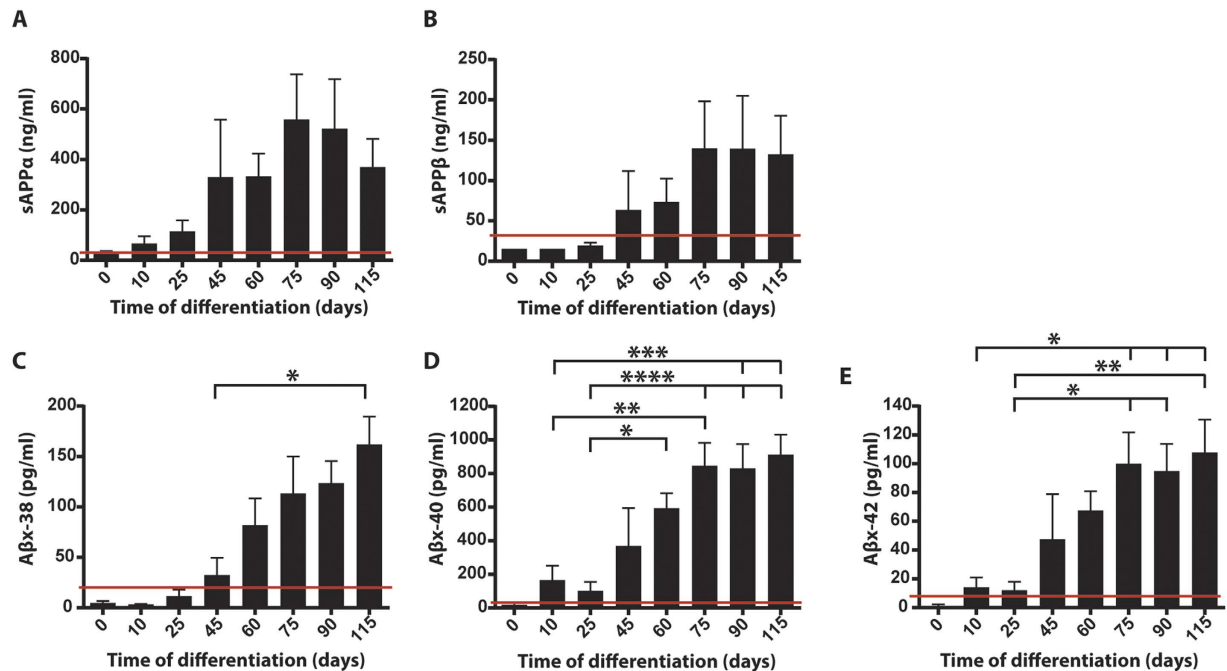 A
sAPPα (ng/ml)
800
600
400
200
0
0 10 25 45 60 75 90 115
Time of differentiation (days)
B
sAPPβ (ng/ml)
250
200
150
100
50
0
0 10 25 45 60 75 90 115
Time of differentiation (days)
C
*
Aβx-38 (pg/ml)
200
150
100
50
0
0 10 25 45 60 75 90 115
Time of differentiation (days)
D
***
****
**
*
Aβx-40 (pg/ml)
1200
1000
800
600
400
200
0
0 10 25 45 60 75 90 115
Time of differentiation (days)
E
*
**
*
Aβx-42 (pg/ml)
140
120
100
80
60
40
20
0
0 10 25 45 60 75 90 115
Time of differentiation (days)